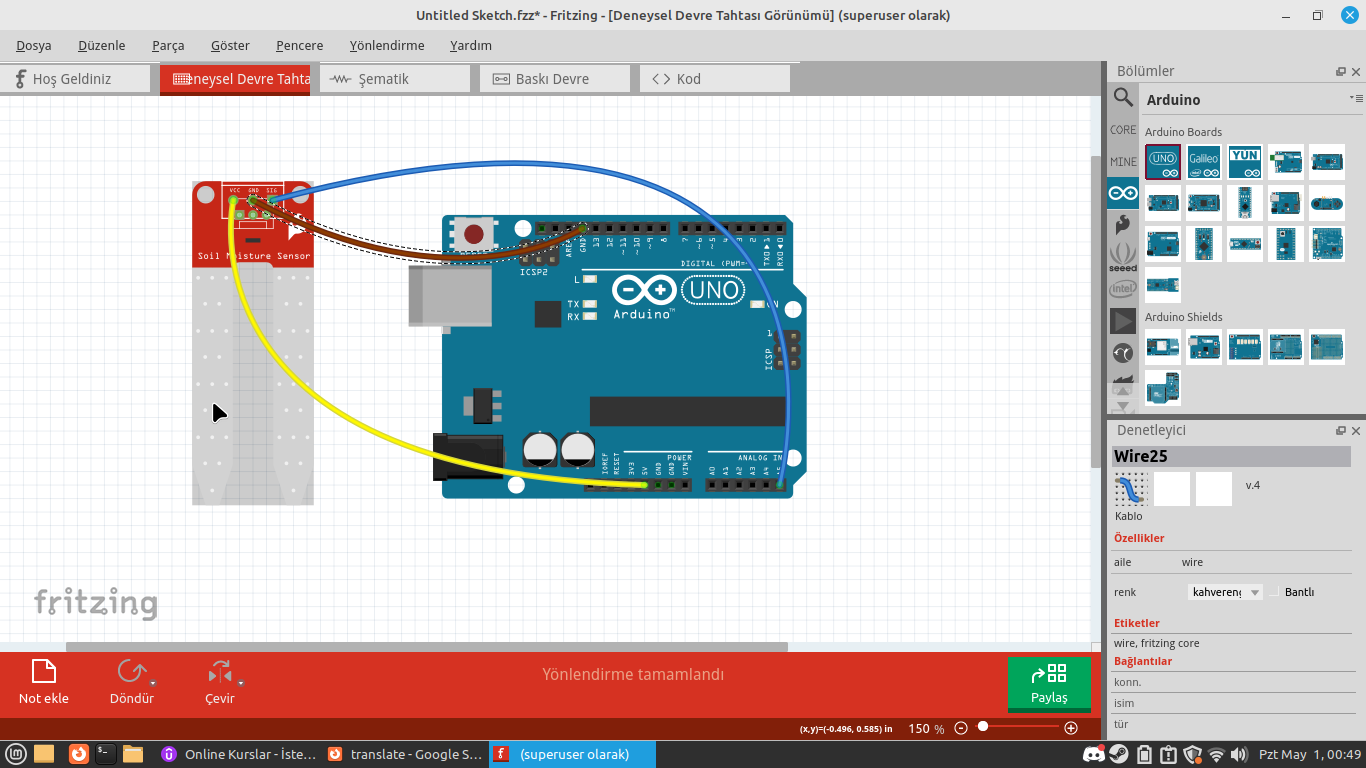 Untitled Sketch.fzz* - Fritzing - [Deneysel Devre Tahtası Görünümü] (superuser olarak)
Dosya Düzenle Parça Göster Pencere Yönlendirme Yardım
Hoş Geldiniz
Deneysel Devre Tahta
Şematik
Baskı Devre
Kod
Bölümler
Arduino
CORE
MINE
seeed
intel
Arduino Boards
UNO
Galileo
YUN
Arduino Shields
VCC GND SIG
Soil Moisture Sensor
AREF
GND
13
12
~11
~10
~9
8
7
~6
~5
4
3
2
TX▶1
RX◀0
DIGITAL (PWM=
ICSP2
L
TX
RX
UNO
Arduino™
ON
1
ICSP
POWER
ANALOG IN
IOREF
RESET
3V3
5V
GND
GND
VIN
A0
A1
A2
A3
A4
fritzing
Denetleyici
Wire25
v.4
Kablo
Özellikler
aile wire
renk kahvereng Bantlı
Etiketler
wire, fritzing core
Bağlantılar
konn.
isim
tür
Not ekle
Döndür
Çevir
Yönlendirme tamamlandı
Paylaş
(x,y)=(-0.496, 0.585) in 150 %
Online Kurslar - İste...
translate - Google S...
(superuser olarak)
Pzt May 1, 00:49